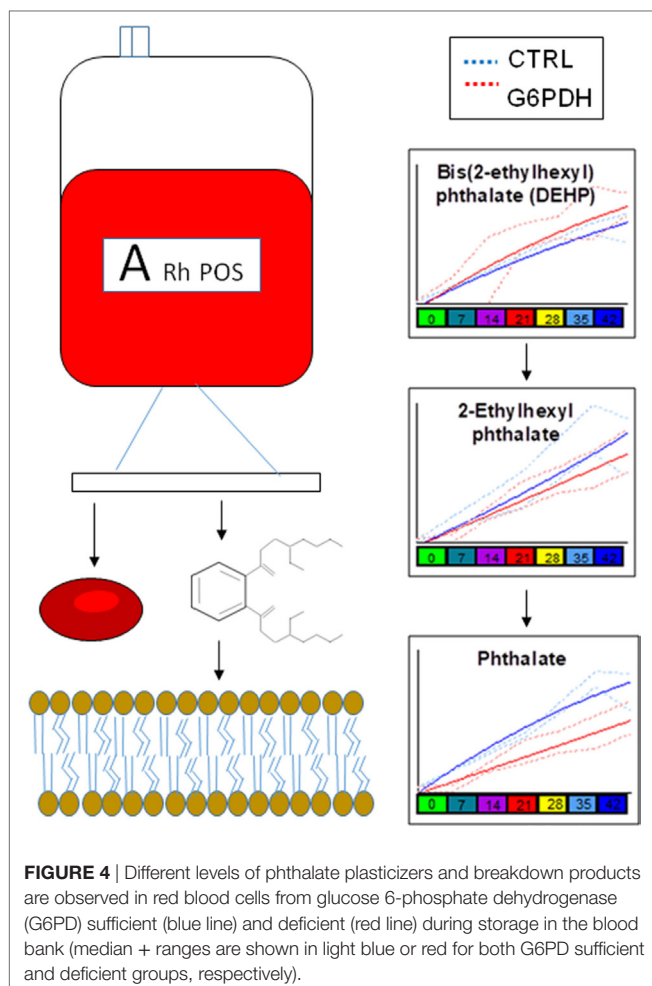 CTRL
G6PDH
A Rh POS
Bis(2-ethylhexyl)
phthalate (DEHP)
0 7 14 21 28 35 42
2-Ethylhexyl
phthalate
0 7 14 21 28 35 42
Phthalate
0 7 14 21 28 35 42
FIGURE 4 | Different levels of phthalate plasticizers and breakdown products
are observed in red blood cells from glucose 6-phosphate dehydrogenase
(G6PD) sufficient (blue line) and deficient (red line) during storage in the blood
bank (median + ranges are shown in light blue or red for both G6PD sufficient
and deficient groups, respectively).